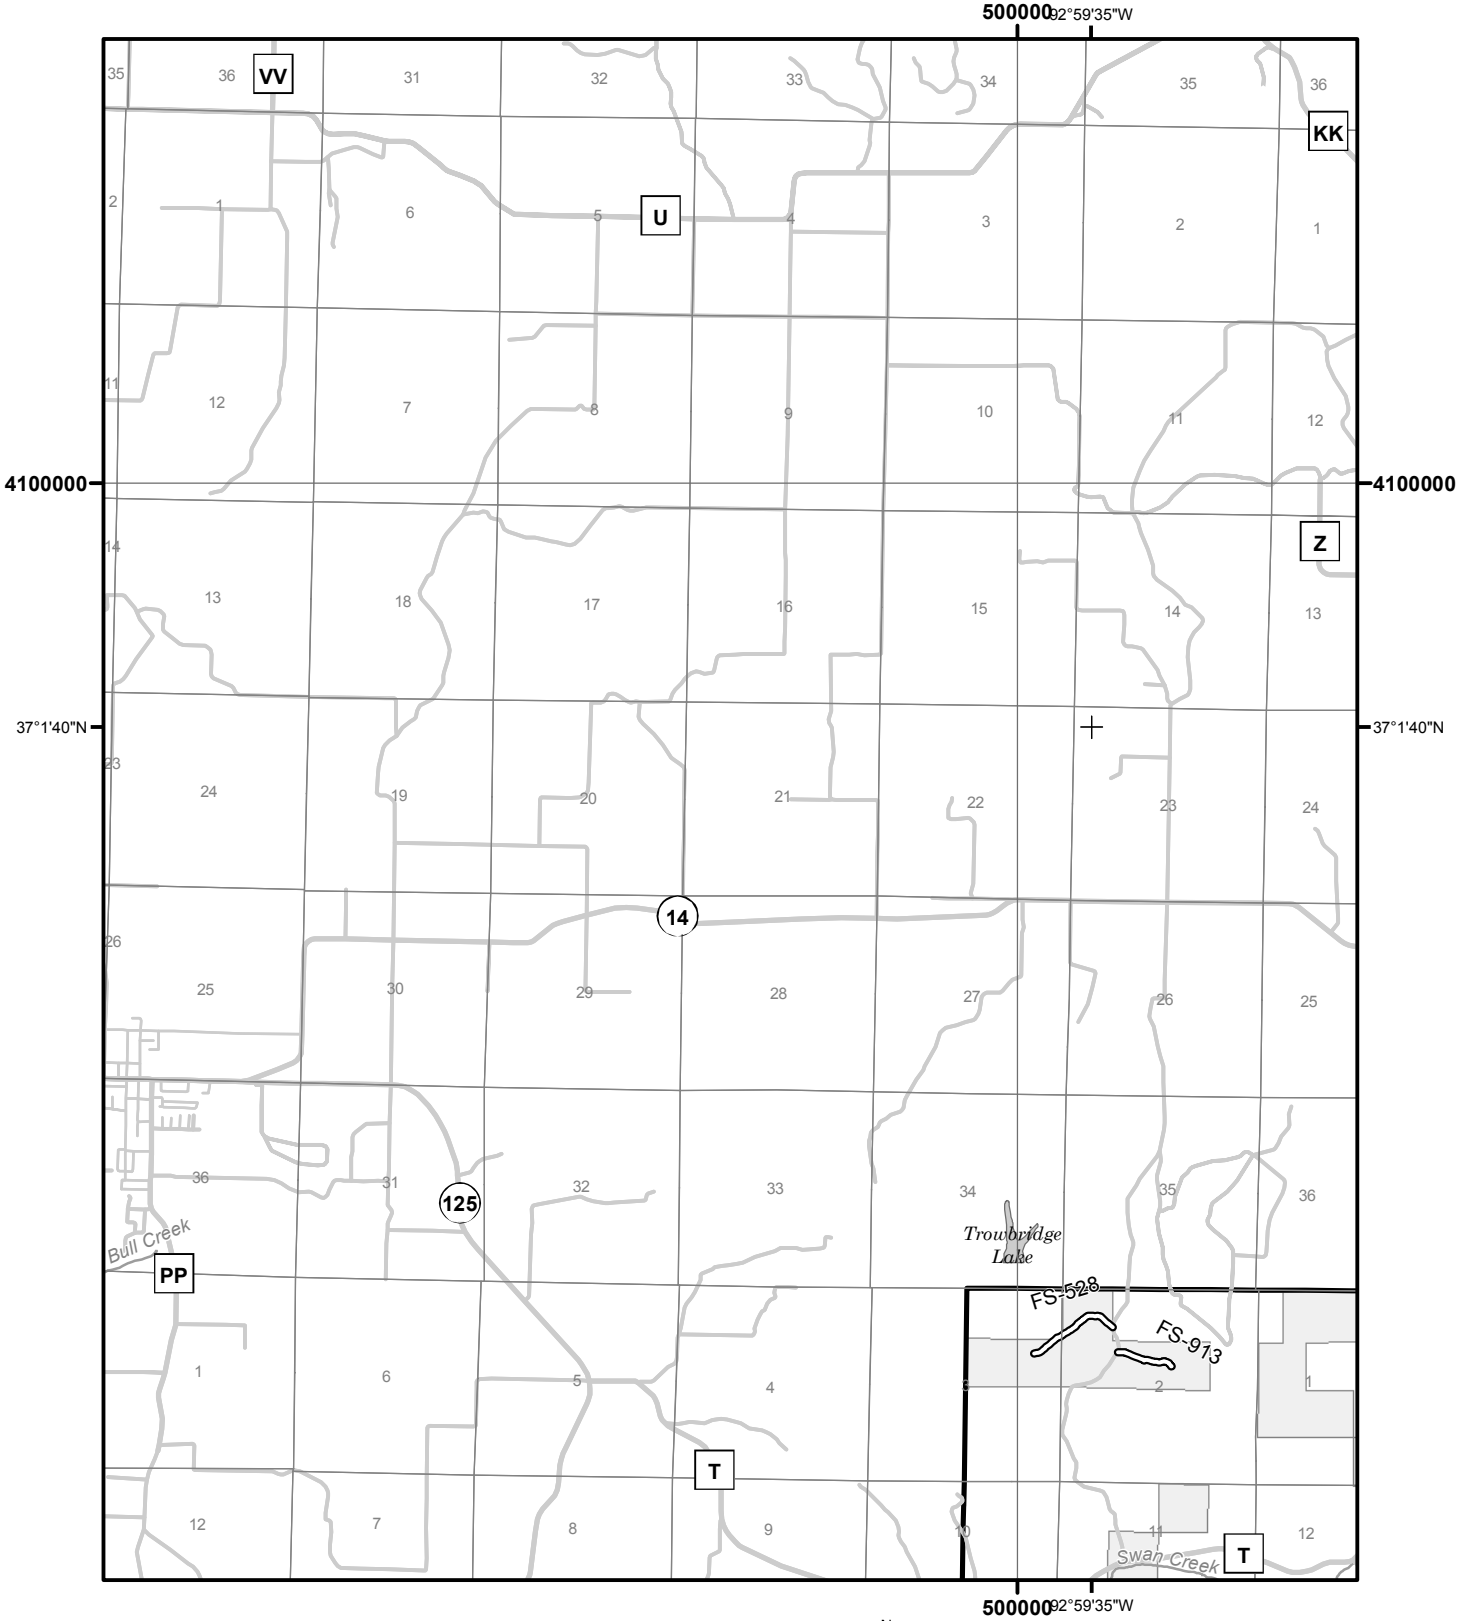 500000 92°59'35"W
35 36 VV 31 32 33 34 35 36
KK
2 1 6 5 U 4 3 2 1
11 12 7 8 9 10 11 12
4100000 4100000
Z
14 13 18 17 16 15 14 13
37°1'40"N 37°1'40"N
23 24 19 20 21 22 23 24
14
26 25 30 29 28 27 26 25
36 31 32 33 34 35 36
125
Bull Creek
Trowbridge
Lake
PP
FS-528
FS-913
1 6 5 4 3 2 1
T
12 7 8 9 10 11 12
Swan Creek T
500000 92°59'35"W